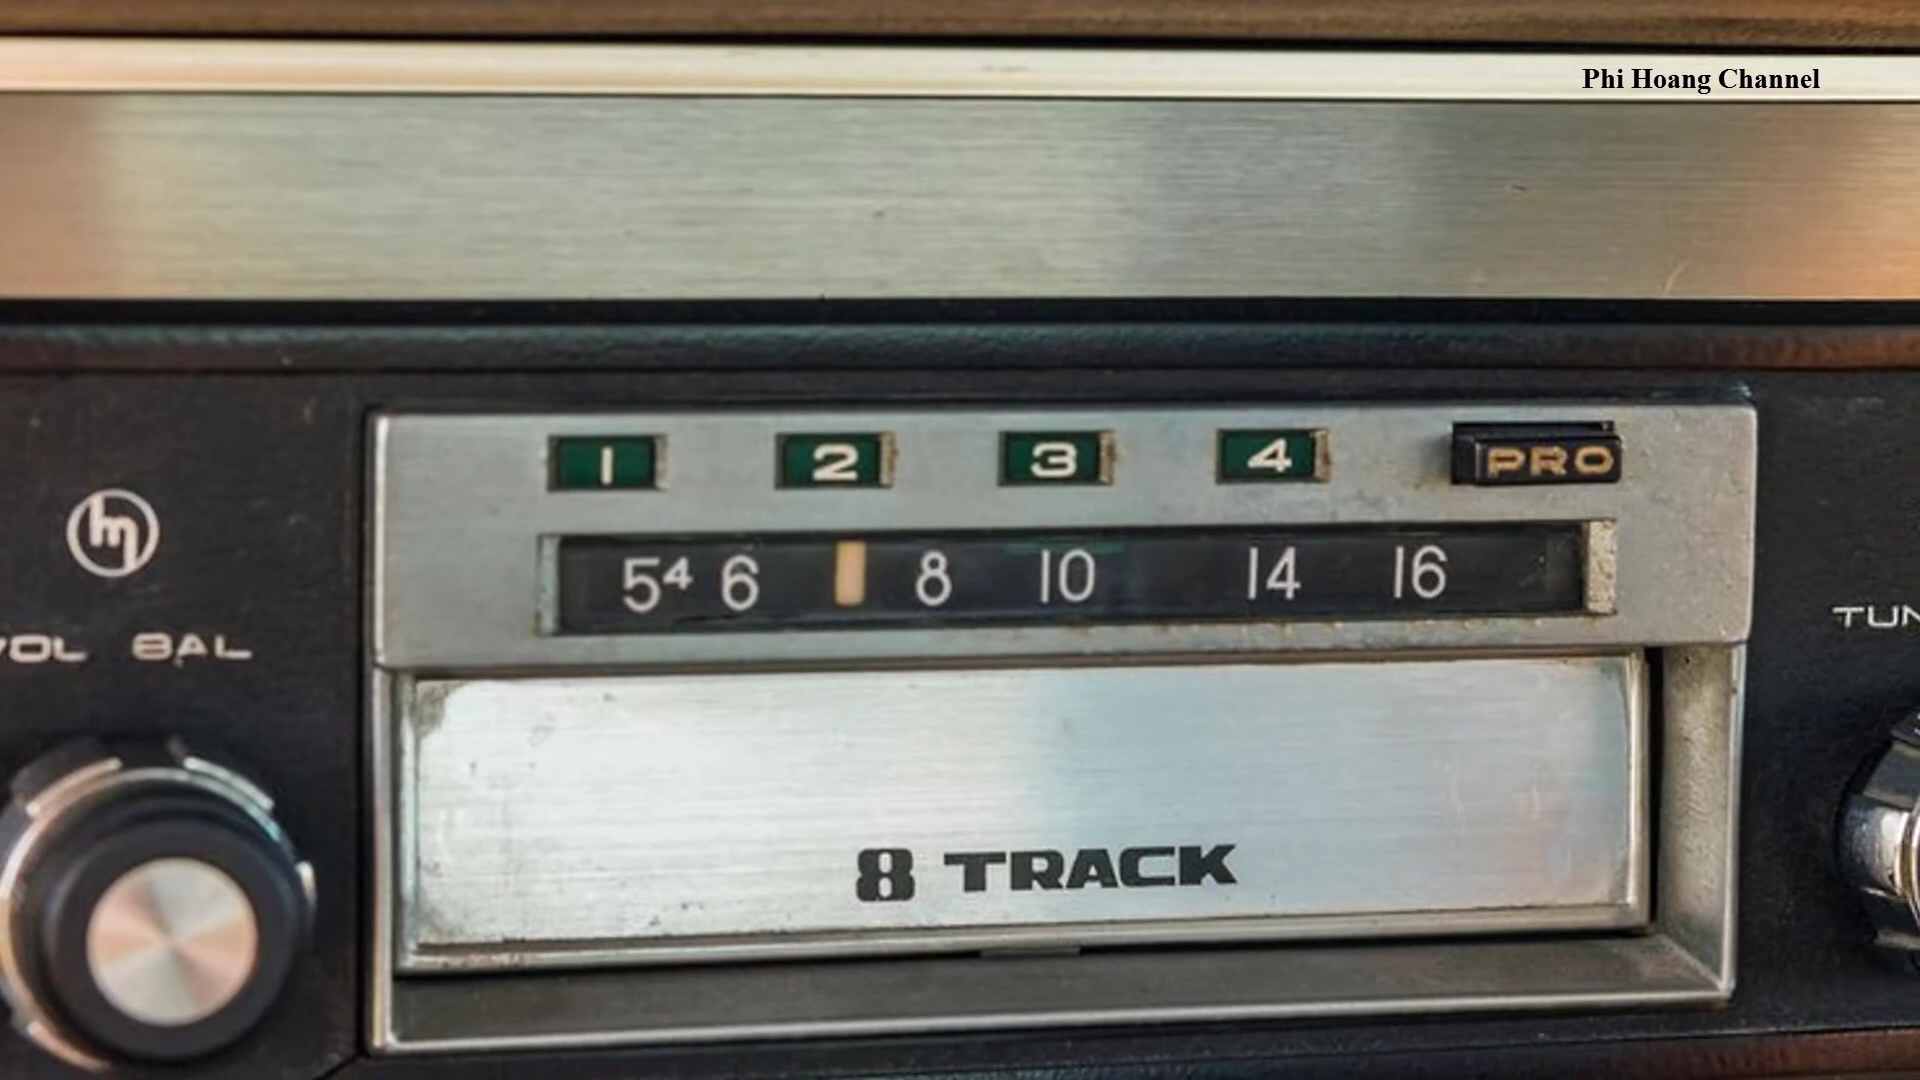 Phi Hoang Channel
1 2 3 4 PRO
54 6 8 10 14 16
VOL BAL
TUN
8 TRACK